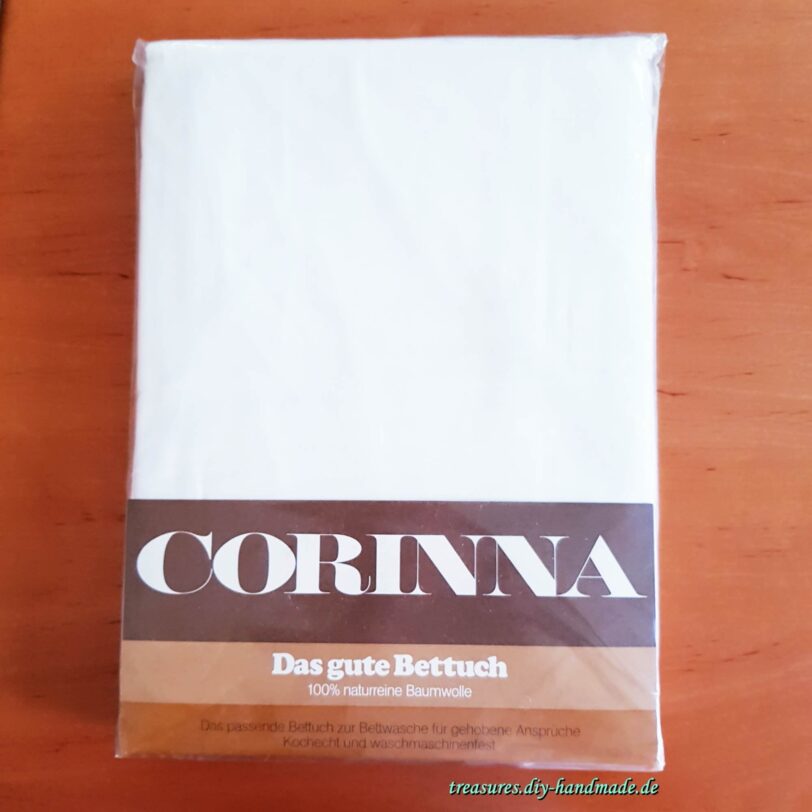 CORINNA
Das gute Bettuch
100% naturreine Baumwolle
Das passende Bettuch zur Bettwäsche für gehobene Ansprüche
Kochecht und waschmaschinenfest
treasures.diy-handmade.de